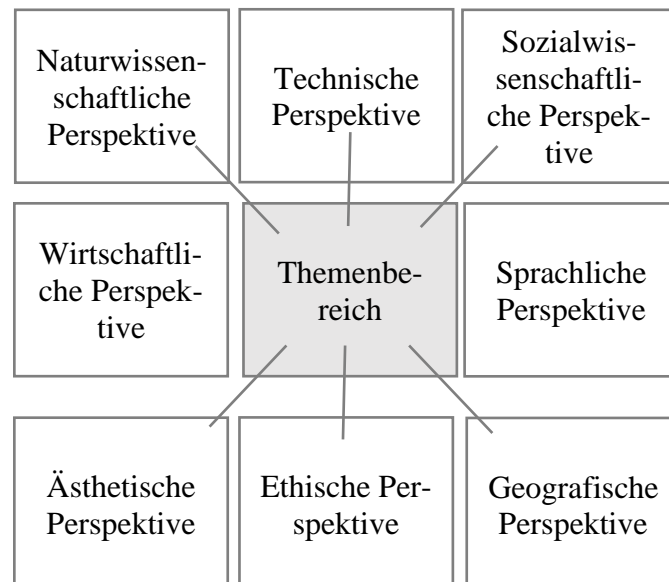 Naturwissen-
schaftliche
Perspektive
Technische
Perspektive
Sozialwis-
senschaftli-
che Perspek-
tive
Wirtschaftli-
che Perspek-
tive
Themenbe-
reich
Sprachliche
Perspektive
Ästhetische
Perspektive
Ethische Per-
spektive
Geografische
Perspektive